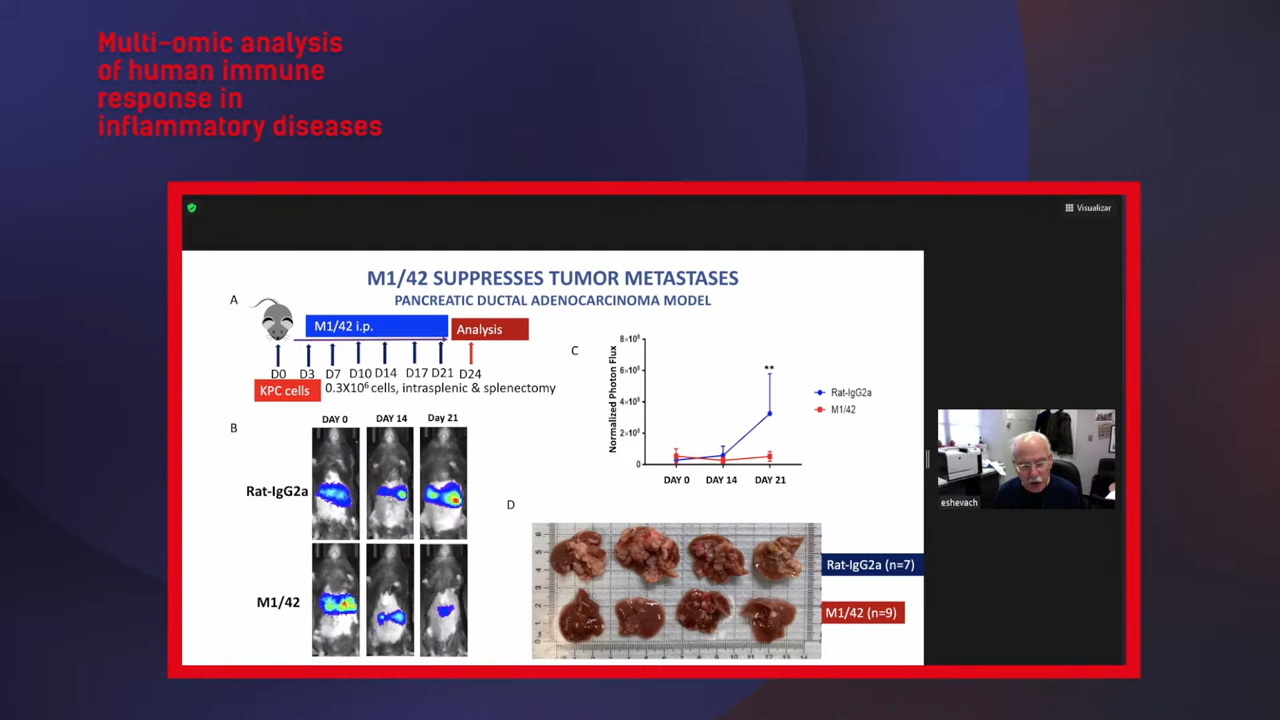 Multi-omic analysis
of human immune
response in
inflammatory diseases
Visualizar
M1/42 SUPPRESSES TUMOR METASTASES
PANCREATIC DUCTAL ADENOCARCINOMA MODEL
A
M1/42 i.p.
Analysis
D0 D3 D7 D10 D14 D17 D21 D24
KPC cells
0.3X10⁶ cells, intrasplenic & splenectomy
B
DAY 0 DAY 14 Day 21
Rat-IgG2a
M1/42
C
Normalized Photon Flux
8×10⁸
6×10⁸
4×10⁸
2×10⁸
0
**
DAY 0 DAY 14 DAY 21
Rat-IgG2a
M1/42
D
Rat-IgG2a (n=7)
M1/42 (n=9)
eshevach